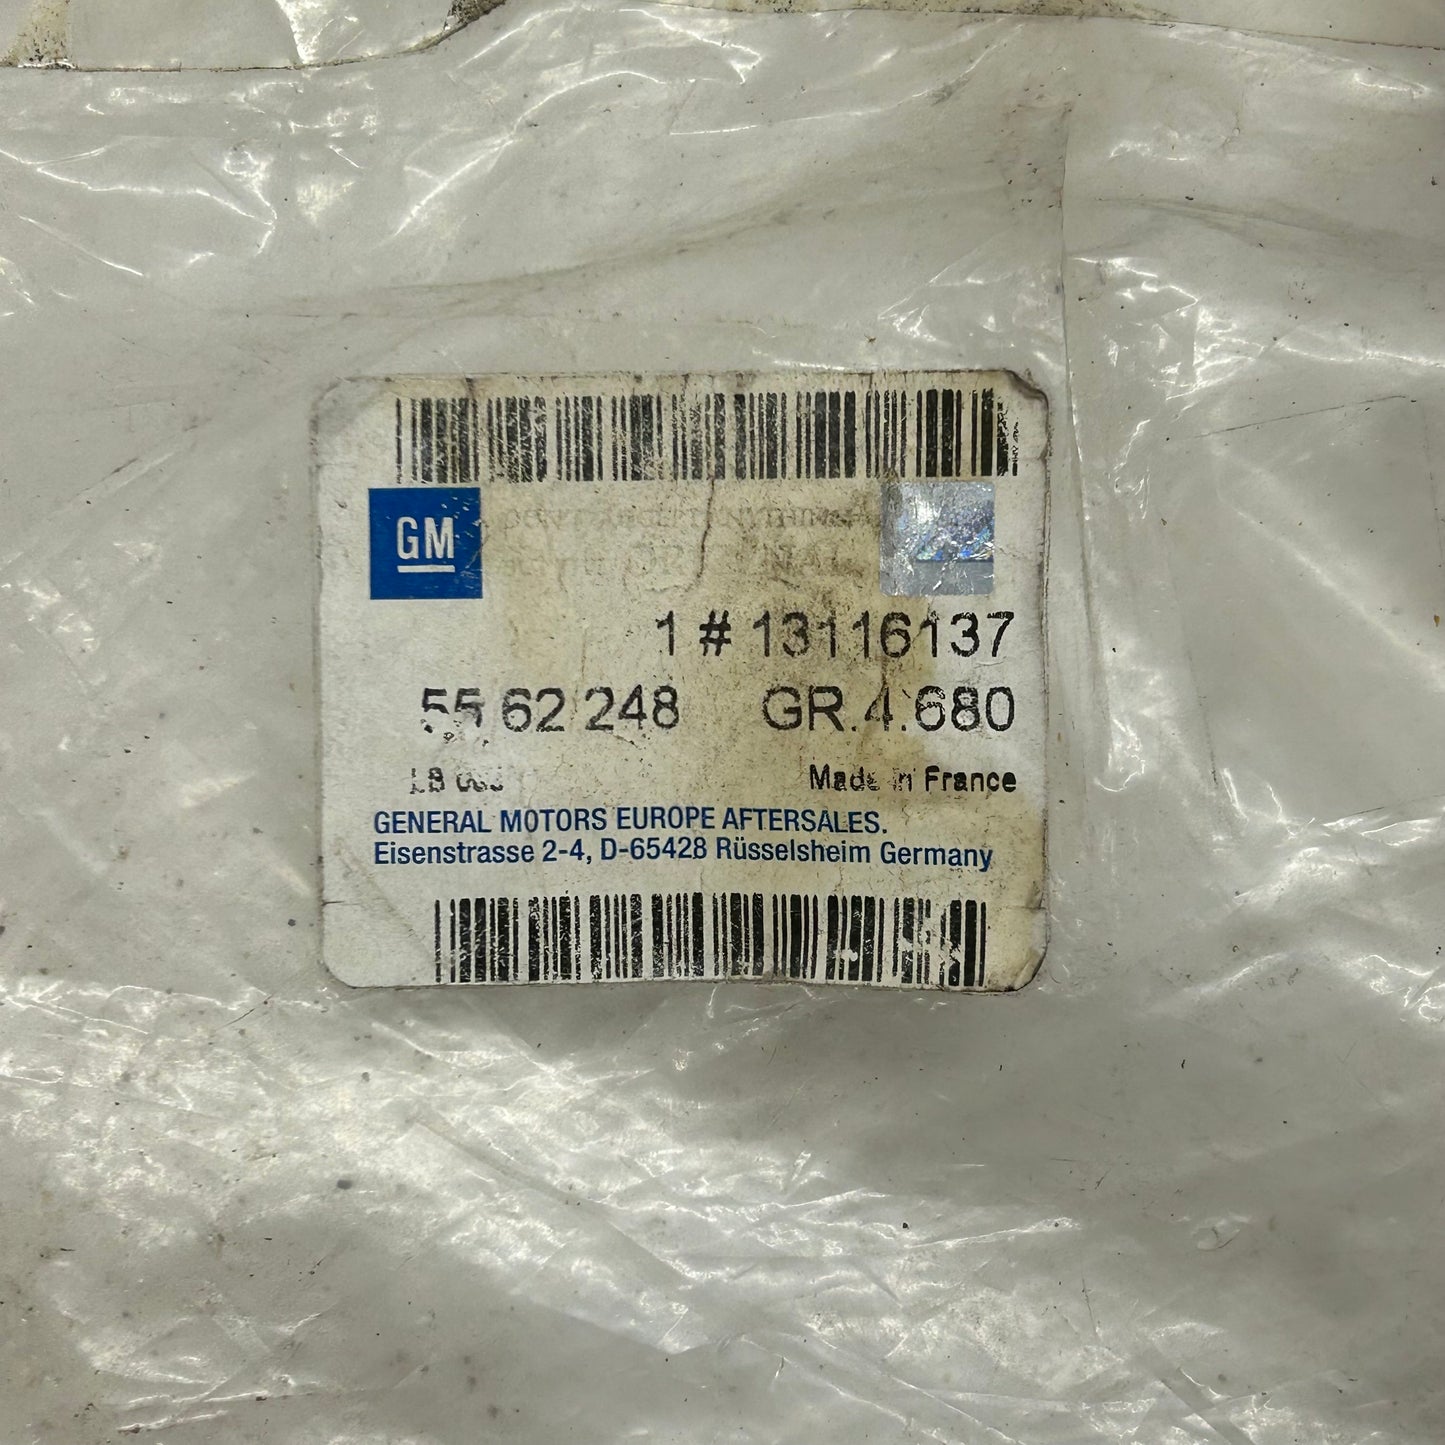 GM
1 # 13116137
55 62 248 GR.4.680
Made in France
GENERAL MOTORS EUROPE AFTERSALES.
Eisenstrasse 2-4, D-65428 Rüsselsheim Germany